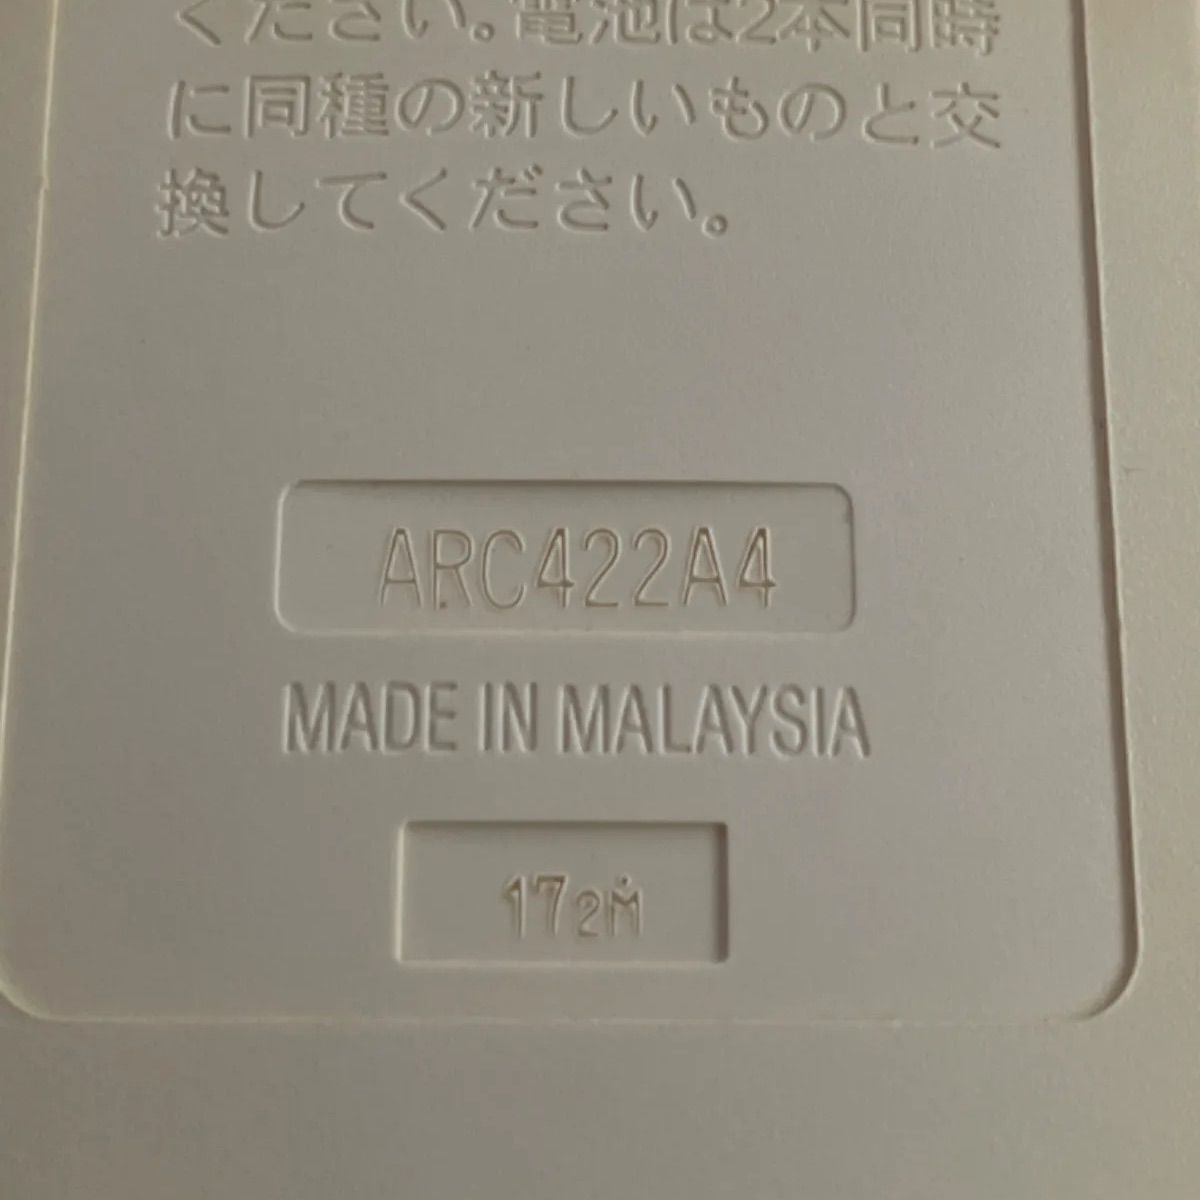 ください。電池は2本同時
に同種の新しいものと交
換してください。
ARC422A4
MADE IN MALAYSIA
172M